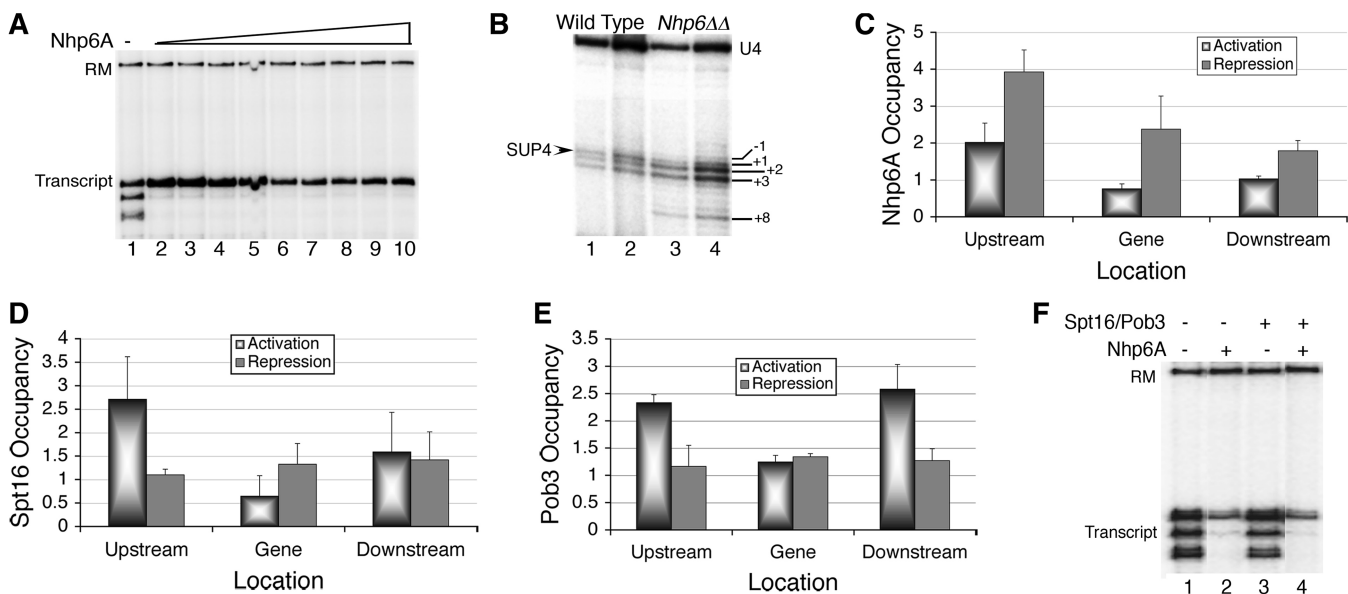 A
Nhp6A -
RM
Transcript
1 2 3 4 5 6 7 8 9 10
B
Wild Type Nhp6ΔΔ
U4
SUP4
-1
+1
+2
+3
+8
1 2 3 4
C
Nhp6A Occupancy
5
4
3
2
1
0
Activation
Repression
Upstream Gene Downstream
Location
D
Spt16 Occupancy
4
3.5
3
2.5
2
1.5
1
0.5
0
Activation
Repression
Upstream Gene Downstream
Location
E
Pob3 Occupancy
3.5
3
2.5
2
1.5
1
0.5
0
Activation
Repression
Upstream Gene Downstream
Location
F
Spt16/Pob3 - - + +
Nhp6A - + - +
RM
Transcript
1 2 3 4